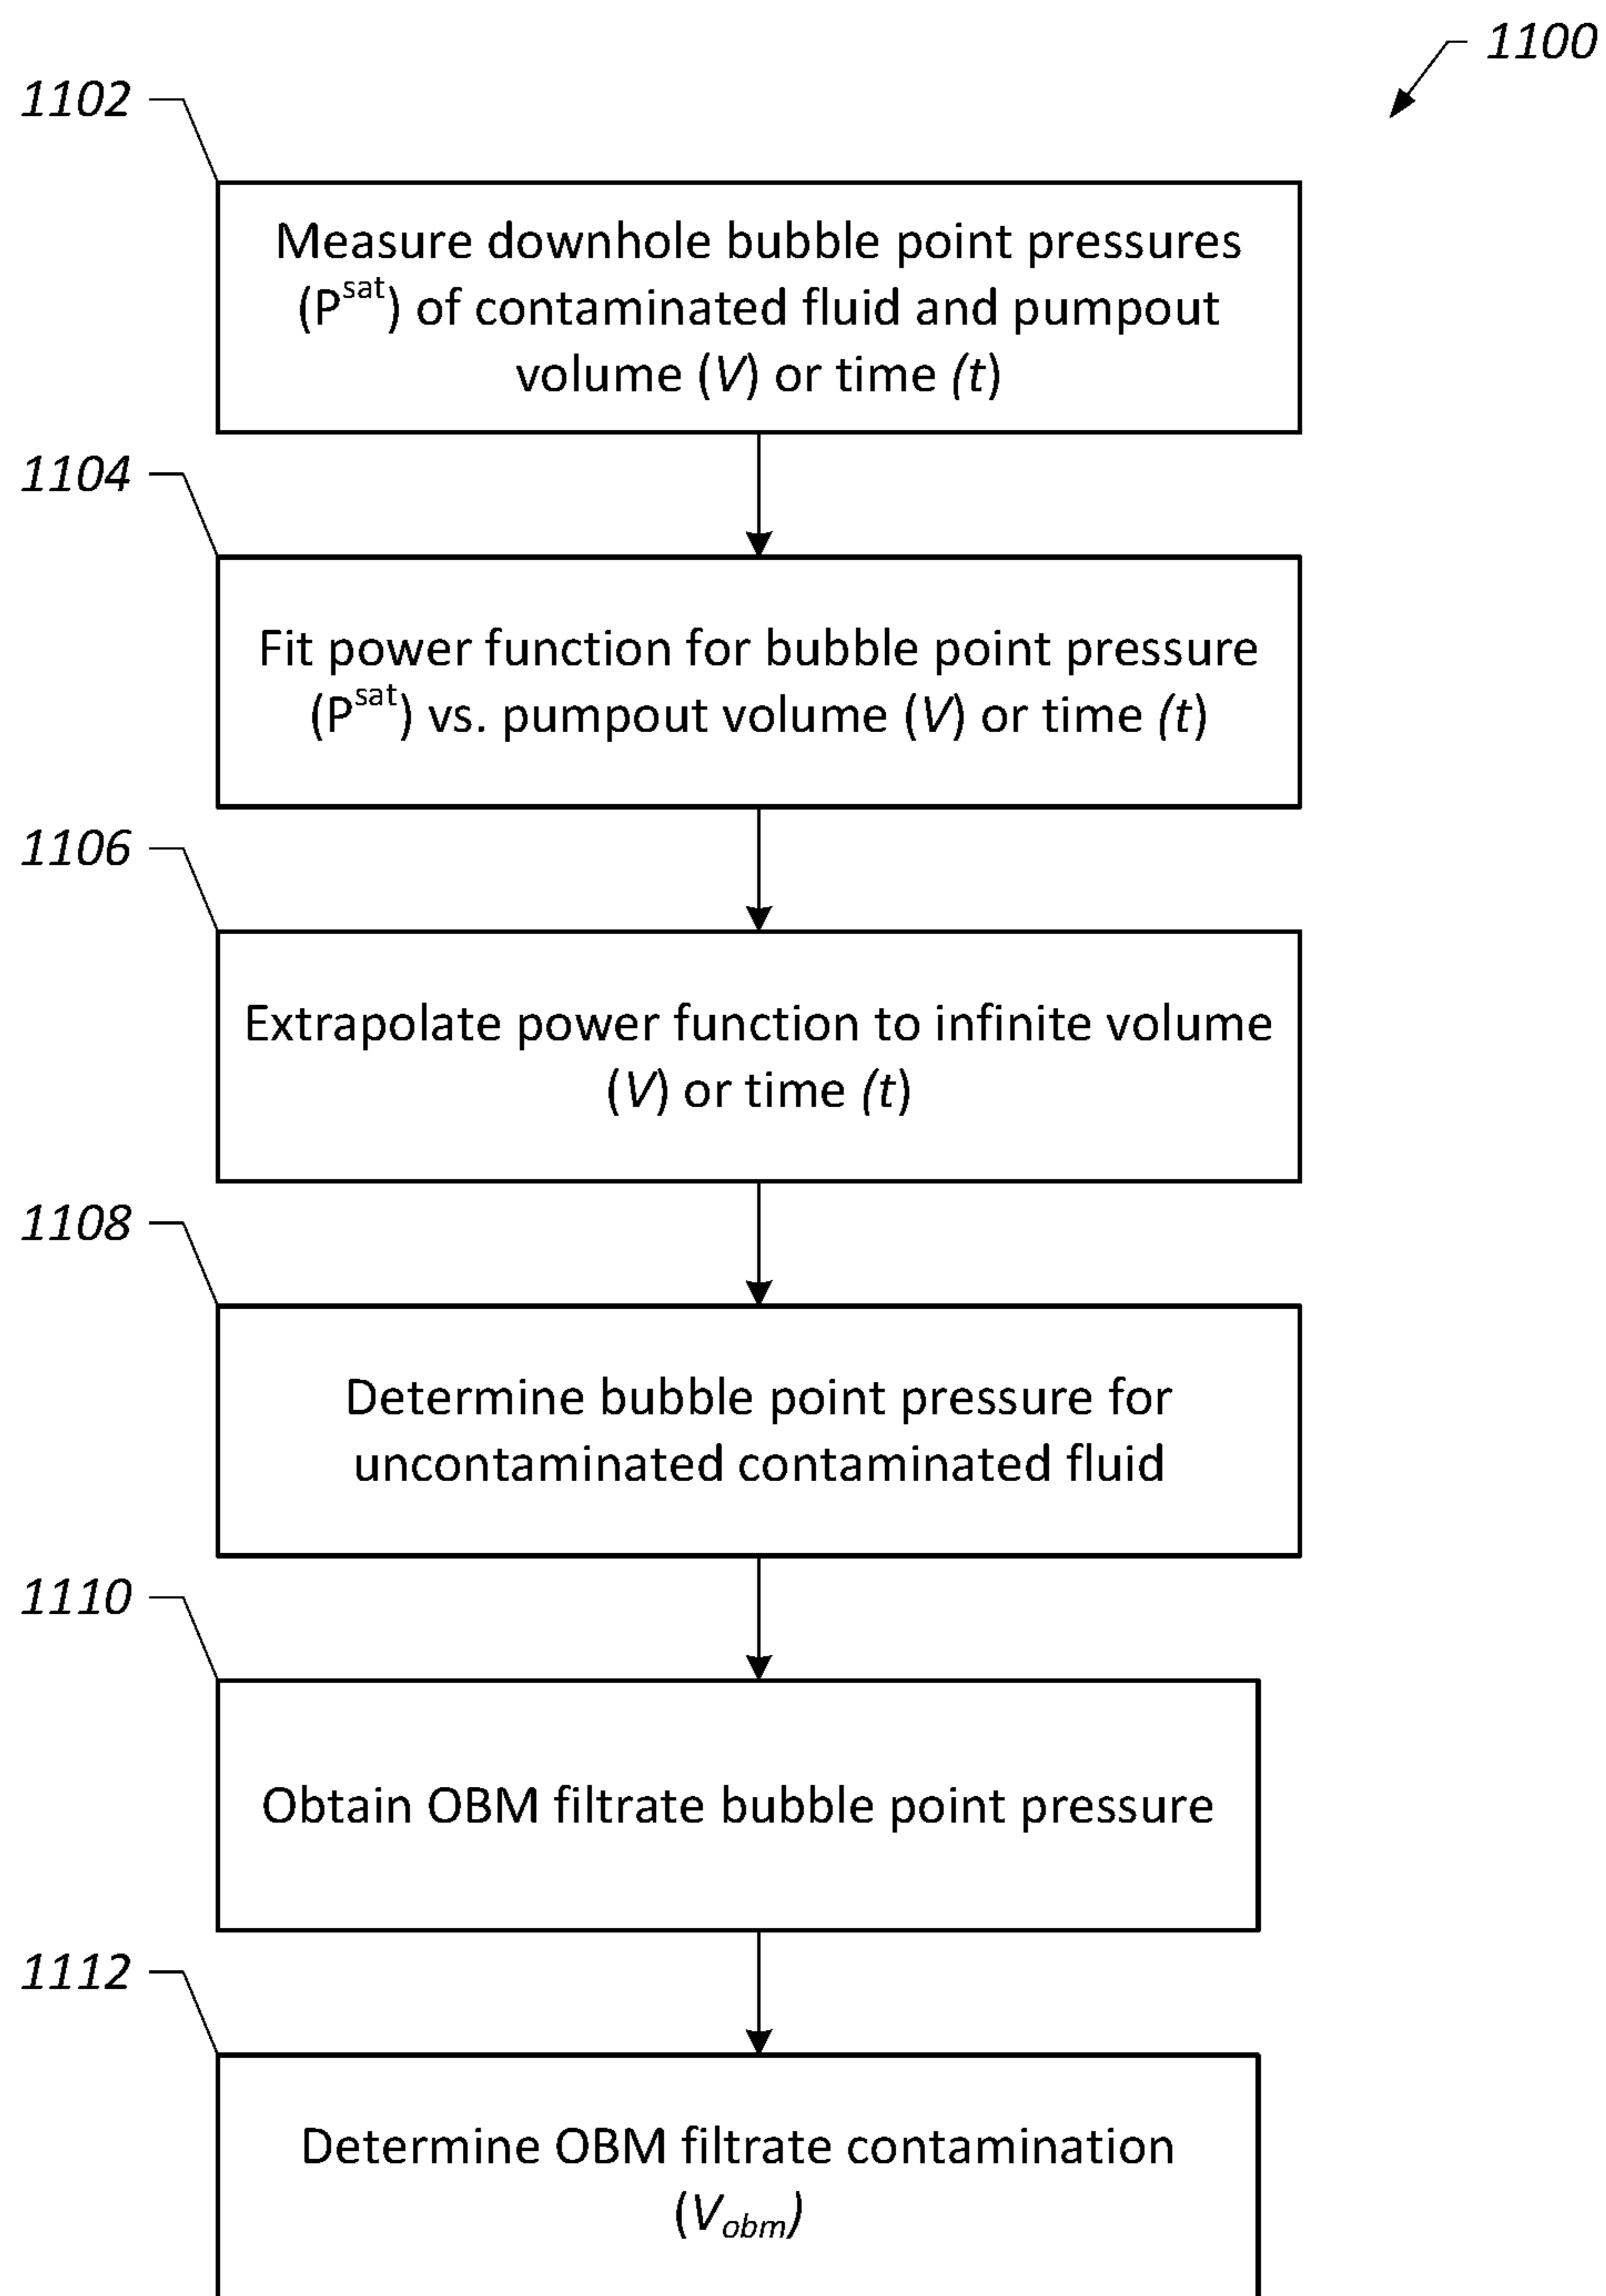 1100
1102
Measure downhole bubble point pressures
(P^sat) of contaminated fluid and pumpout
volume (V) or time (t)
1104
Fit power function for bubble point pressure
(P^sat) vs. pumpout volume (V) or time (t)
1106
Extrapolate power function to infinite volume
(V) or time (t)
1108
Determine bubble point pressure for
uncontaminated contaminated fluid
1110
Obtain OBM filtrate bubble point pressure
1112
Determine OBM filtrate contamination
(V_obm)